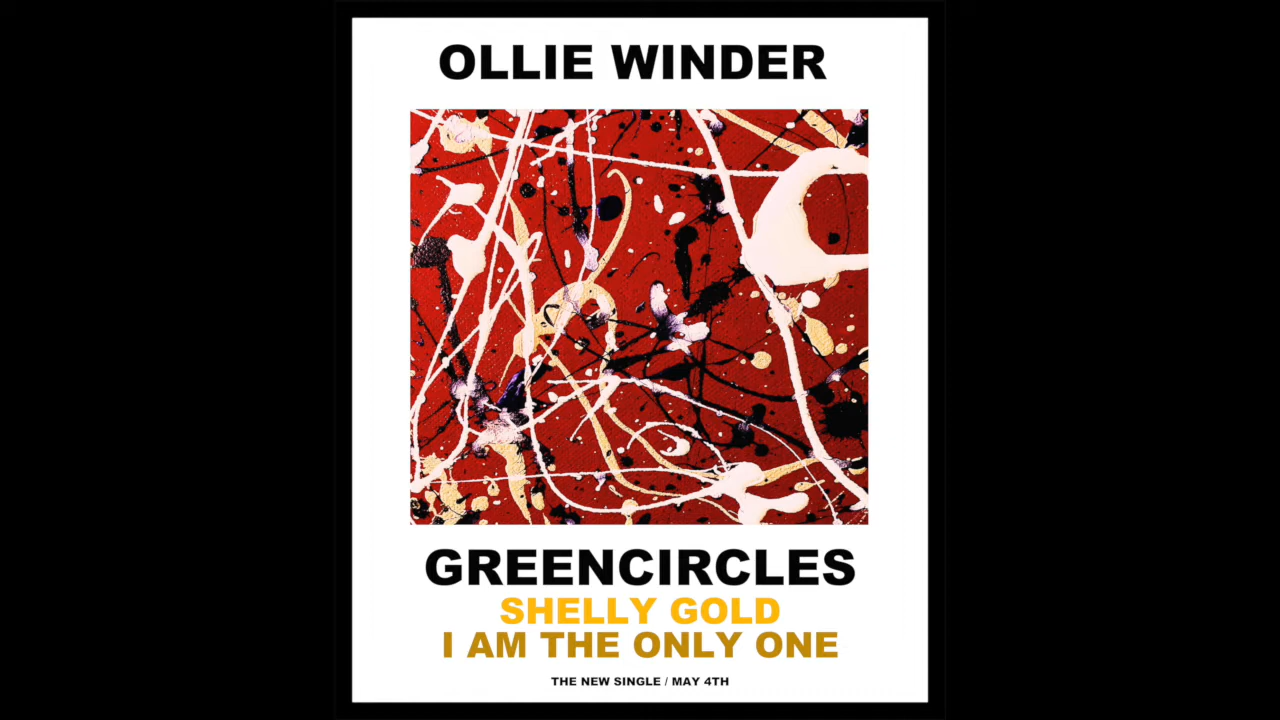 OLLIE WINDER
GREENCIRCLES
SHELLY GOLD
I AM THE ONLY ONE
THE NEW SINGLE / MAY 4TH